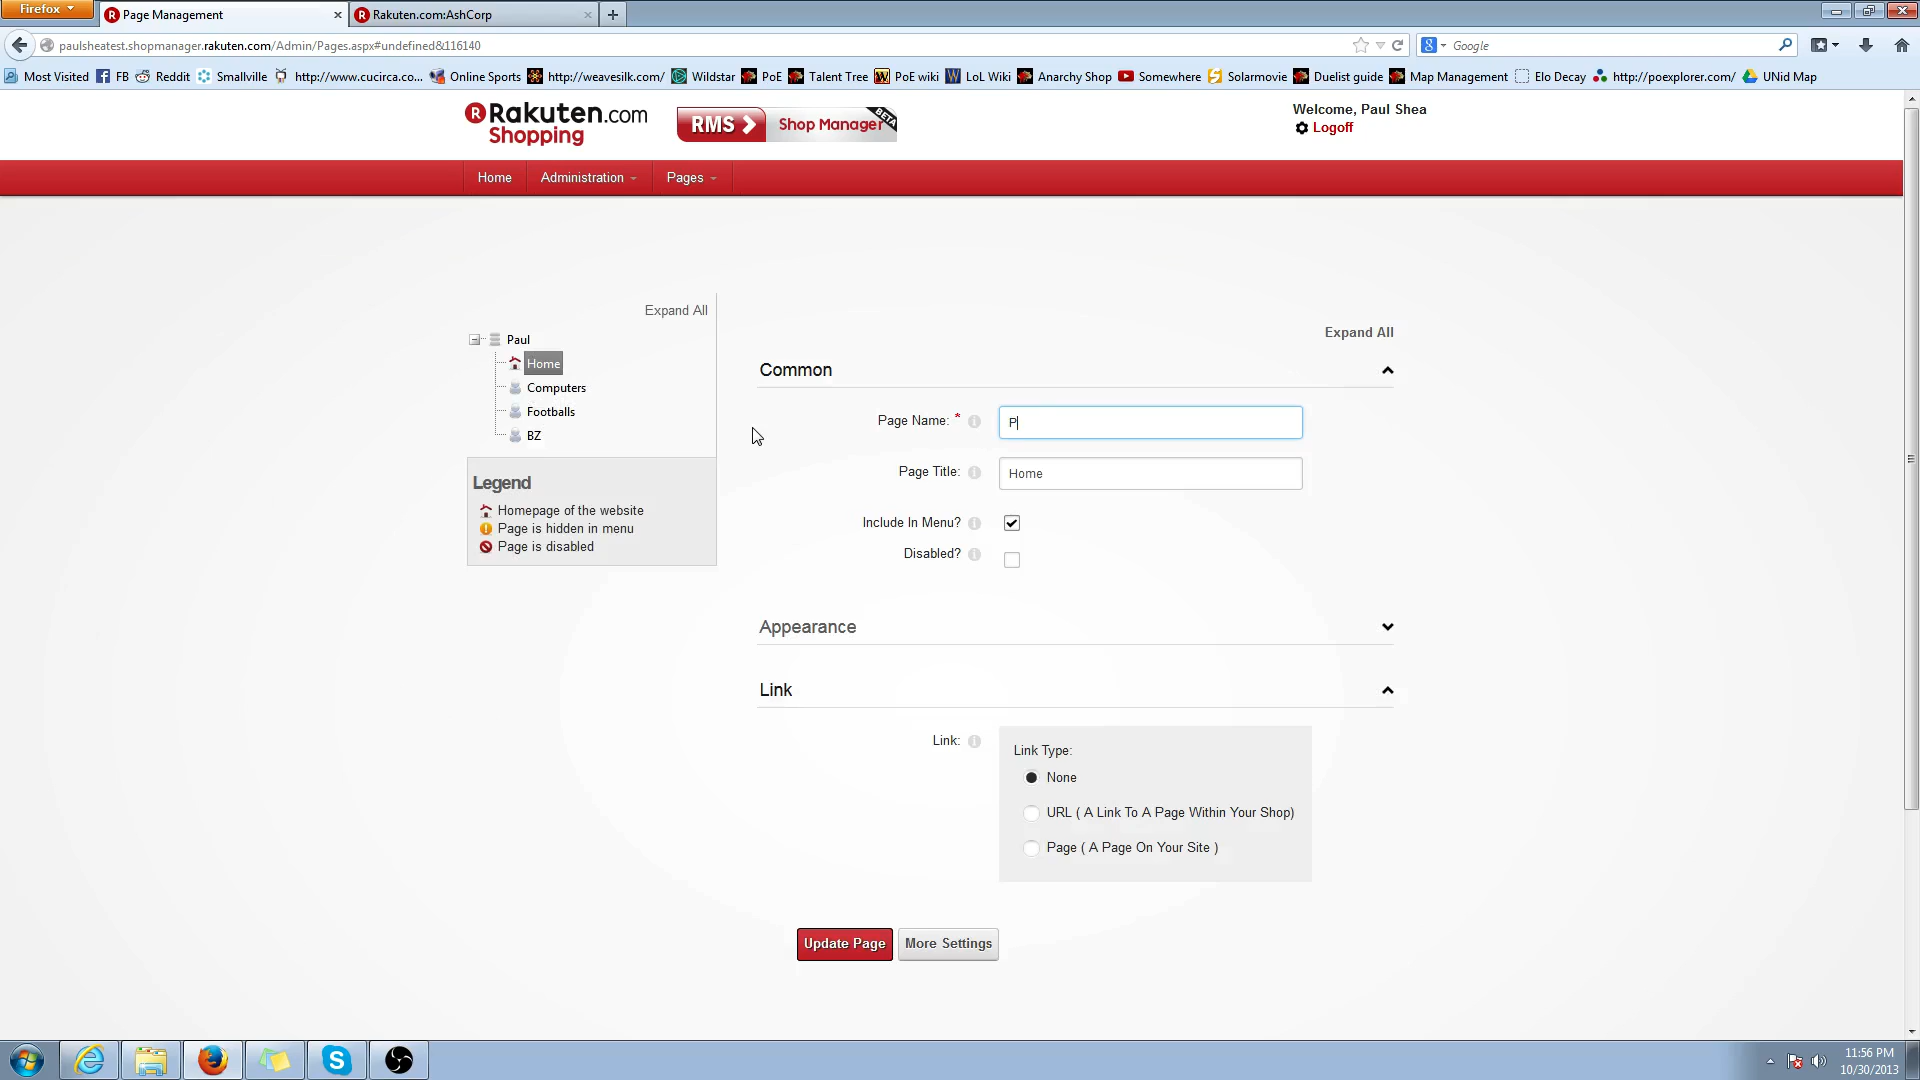 Firefox
Page Management
Rakuten.com:AshCorp
paulsheatest.shopmanager.rakuten.com/Admin/Pages.aspx#undefined&116140
Google
Most Visited FB Reddit Smallville http://www.cucirca.co... Online Sports http://weavesilk.com/ Wildstar PoE Talent Tree PoE wiki LoL Wiki Anarchy Shop Somewhere Solarmovie Duelist guide Map Management Elo Decay http://poexplorer.com/ UNid Map
Rakuten.com
Shopping
RMS Shop Manager BETA
Welcome, Paul Shea
Logoff
Home Administration Pages
Expand All
Paul
Home
Computers
Footballs
BZ
Legend
Homepage of the website
Page is hidden in menu
Page is disabled
Expand All
Common
Page Name: * P
Page Title: Home
Include In Menu?
Disabled?
Appearance
Link
Link:
Link Type:
None
URL ( A Link To A Page Within Your Shop)
Page ( A Page On Your Site )
Update Page More Settings
11:56 PM
10/30/2013